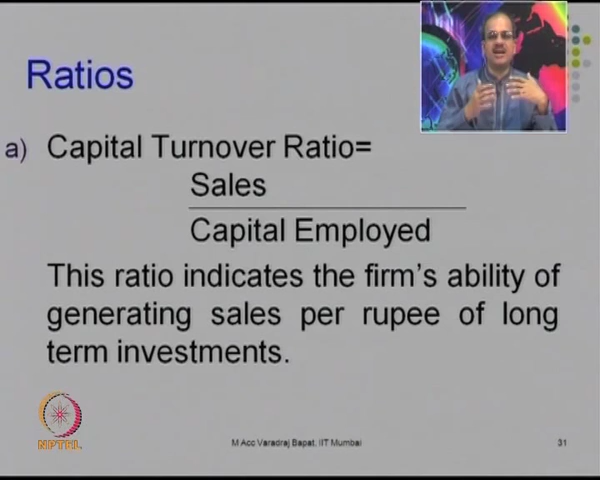 Ratios
a) Capital Turnover Ratio=
Sales
Capital Employed
This ratio indicates the firm's ability of
generating sales per rupee of long
term investments.
NPTEL
M Acc Varadraj Bapat, IIT Mumbai
31